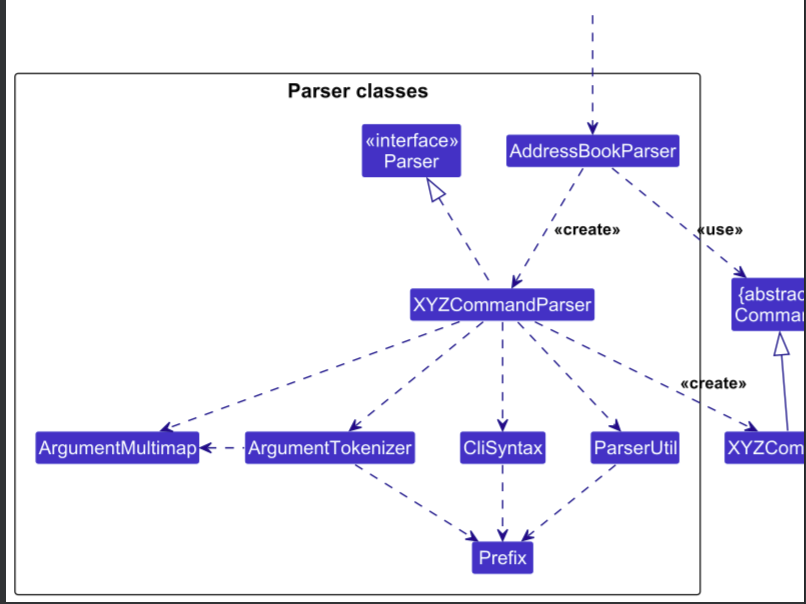 Parser classes
«interface»
Parser
AddressBookParser
«create»
«use»
XYZCommandParser
{abstrac
Comma
«create»
ArgumentMultimap
ArgumentTokenizer
CliSyntax
ParserUtil
XYZCom
Prefix